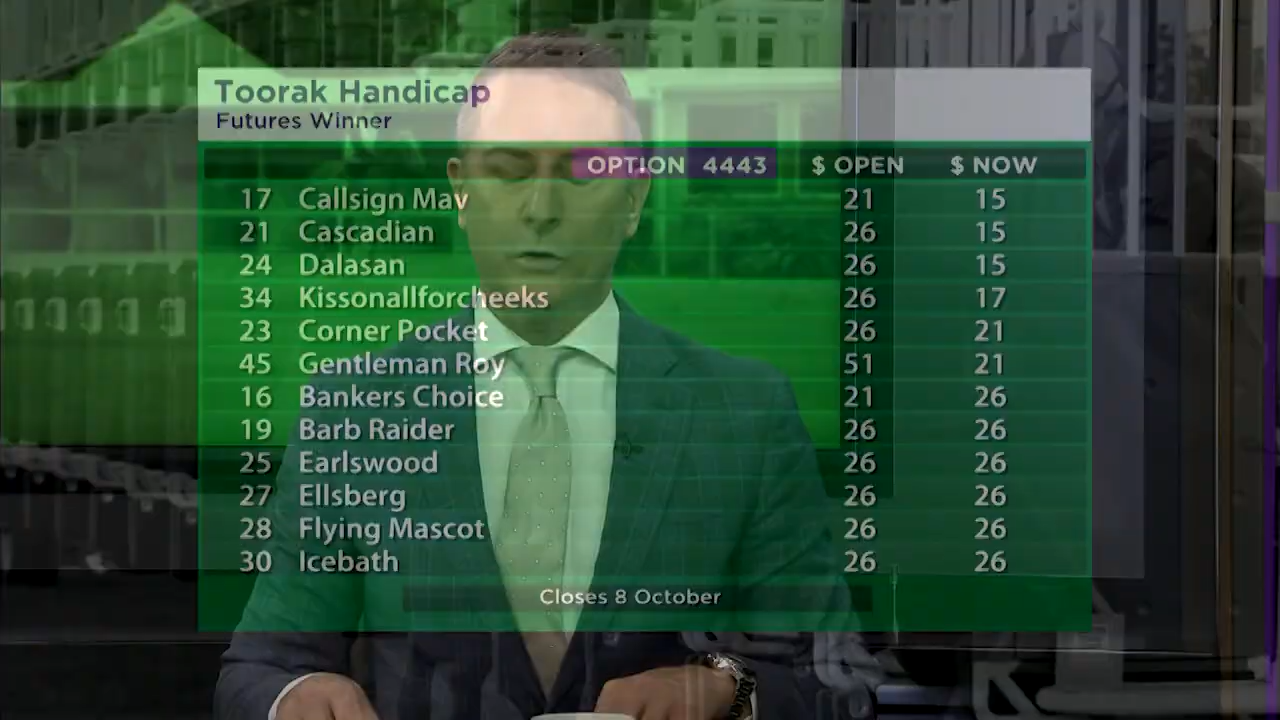 Toorak Handicap
Futures Winner
OPTION 4443 $ OPEN $ NOW
17 Callsign Mav 21 15
21 Cascadian 26 15
24 Dalasan 26 15
34 Kissonallforcheeks 26 17
23 Corner Pocket 26 21
45 Gentleman Roy 51 21
16 Bankers Choice 21 26
19 Barb Raider 26 26
25 Earlswood 26 26
27 Ellsberg 26 26
28 Flying Mascot 26 26
30 Icebath 26 26
Closes 8 October